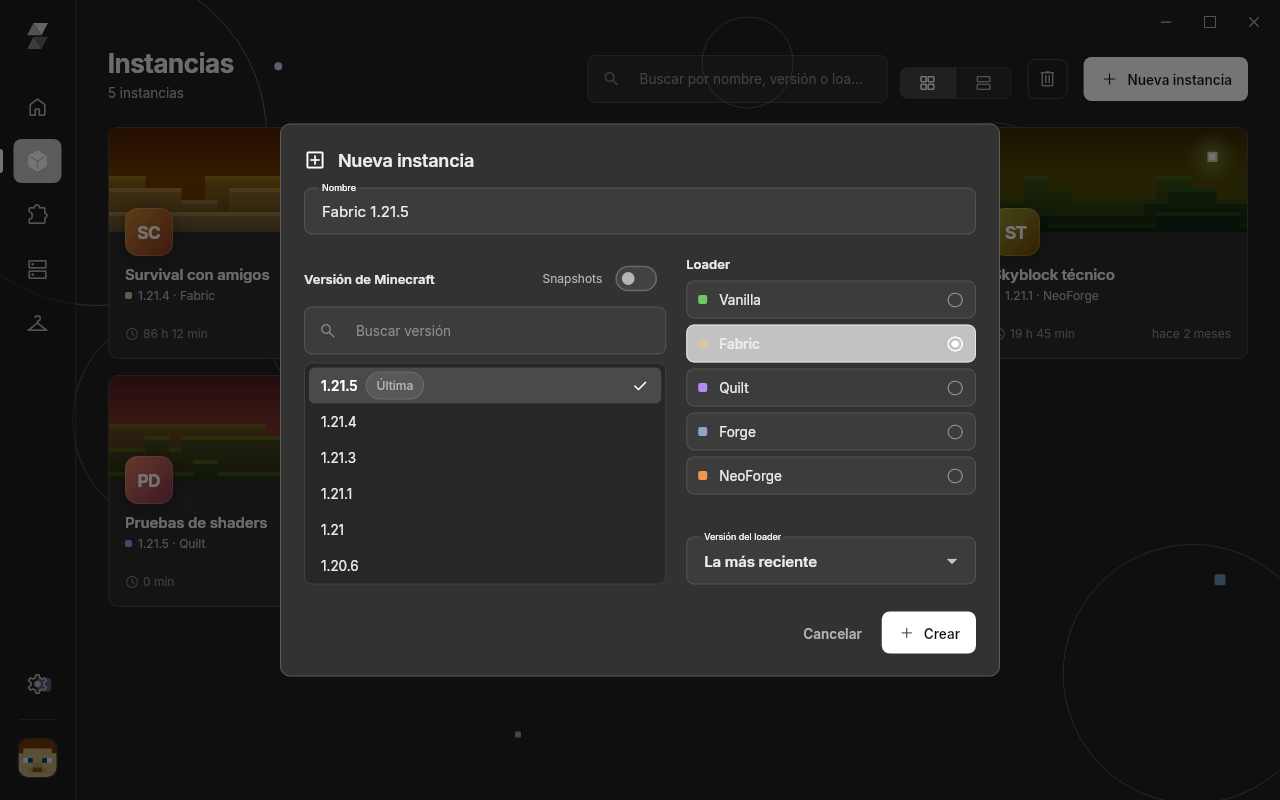 Instancias
5 instancias
Buscar por nombre, versión o loa...
Nueva instancia
SC
Survival con amigos
1.21.4 · Fabric
86 h 12 min
ST
Skyblock técnico
1.21.1 · NeoForge
19 h 45 min
hace 2 meses
PD
Pruebas de shaders
1.21.5 · Quilt
0 min
Nueva instancia
Nombre
Fabric 1.21.5
Versión de Minecraft
Snapshots
Buscar versión
1.21.5 Última
1.21.4
1.21.3
1.21.1
1.21
1.20.6
Loader
Vanilla
Fabric
Quilt
Forge
NeoForge
Versión del loader
La más reciente
Cancelar
Crear